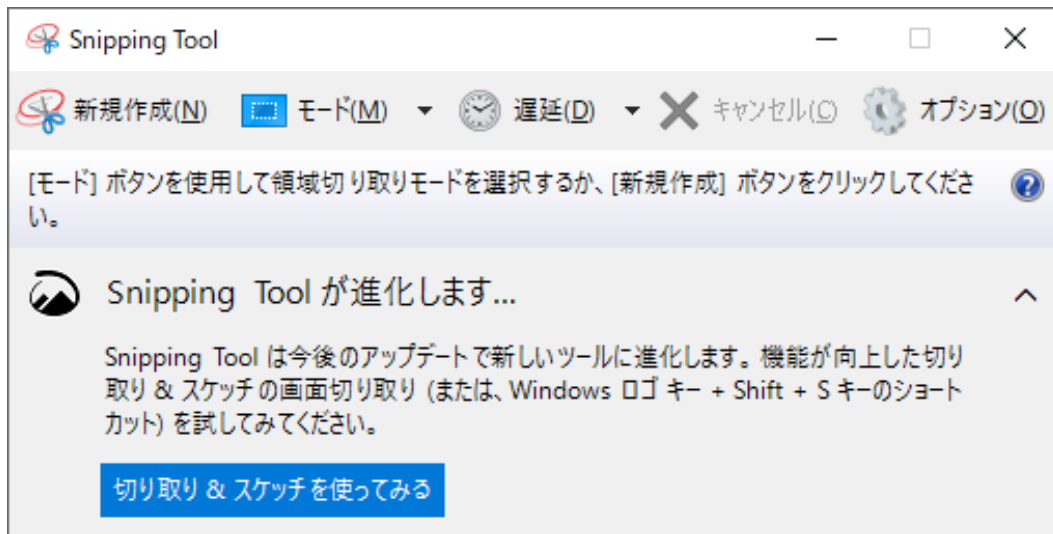 Snipping Tool
新規作成(N) モード(M) 遅延(D) キャンセル(C) オプション(O)
[モード] ボタンを使用して領域切り取りモードを選択するか、[新規作成] ボタンをクリックしてくださ
い。
Snipping Tool が進化します...
Snipping Tool は今後のアップデートで新しいツールに進化します。機能が向上した切り
取り & スケッチの画面切り取り (または、Windows ロゴ キー + Shift + S キーのショート
カット) を試してみてください。
切り取り & スケッチを使ってみる